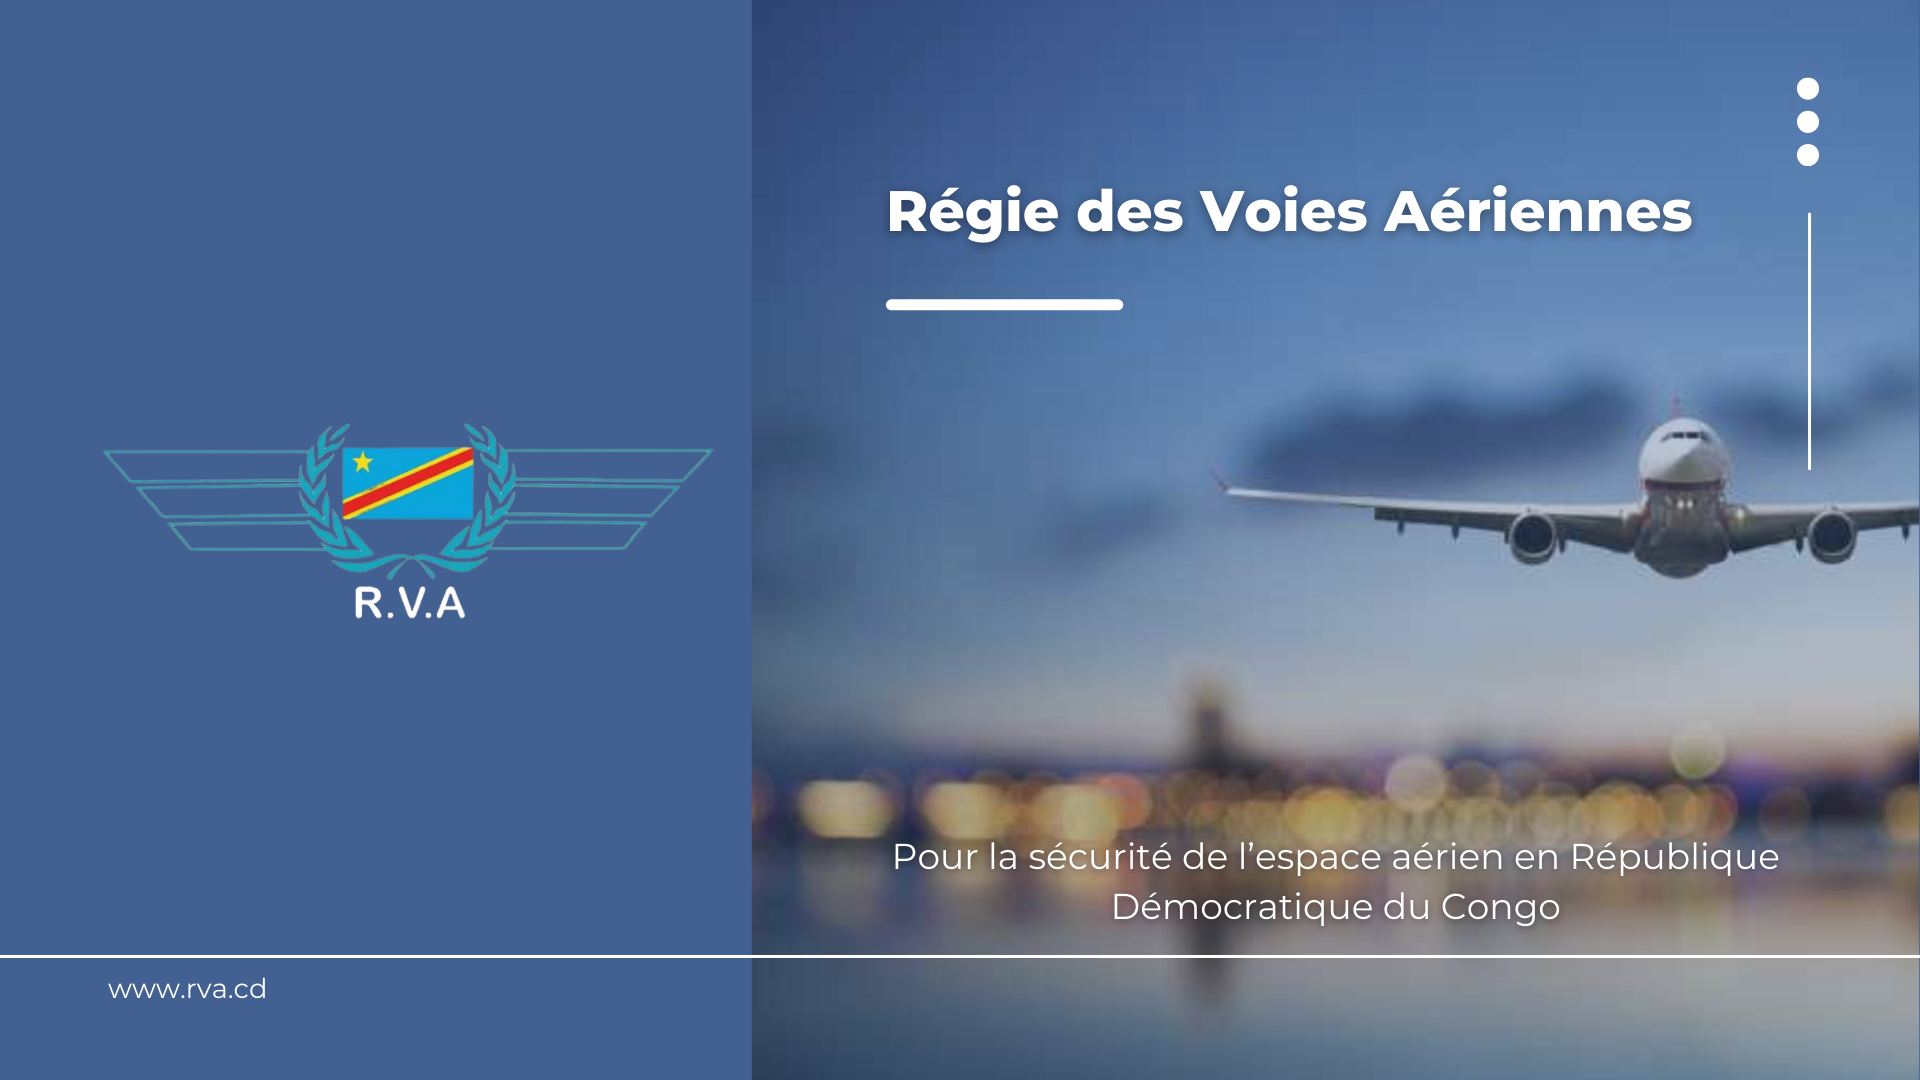 Régie des Voies Aériennes
R.V.A
Pour la sécurité de l’espace aérien en République
Démocratique du Congo
www.rva.cd